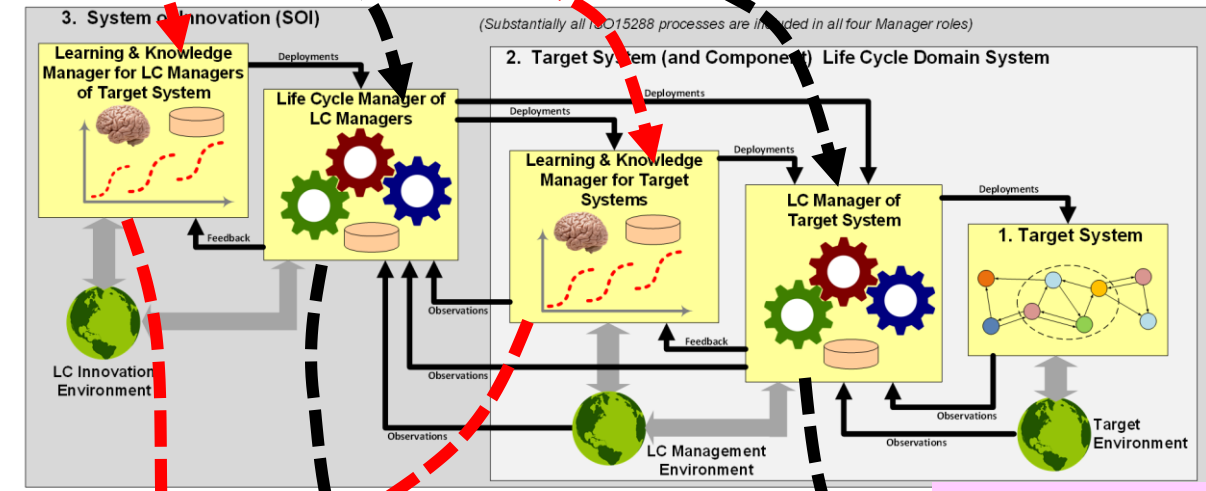 3. System of Innovation (SOI)
(Substantially all ISO15288 processes are included in all four Manager roles)
Learning & Knowledge
Manager for LC Managers
of Target System
Deployments
Life Cycle Manager of
LC Managers
Feedback
LC Innovation
Environment
2. Target System (and Component) Life Cycle Domain System
Deployments
Deployments
Learning & Knowledge
Manager for Target
Systems
Deployments
LC Manager of
Target System
Deployments
1. Target System
Observations
Feedback
Observations
Observations
LC Management
Environment
Observations
Observations
Target
Environment